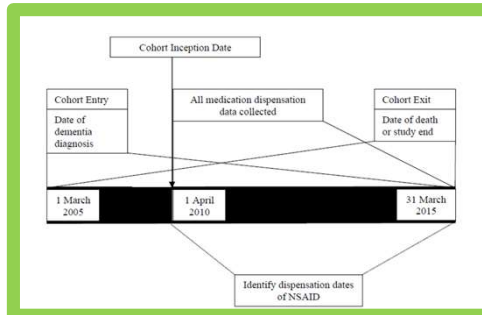 Cohort Inception Date
Cohort Entry
Date of
dementia
diagnosis
All medication dispensation
data collected
Cohort Exit
Date of death
or study end
1 March
2005
1 April
2010
31 March
2015
Identify dispensation dates
of NSAID